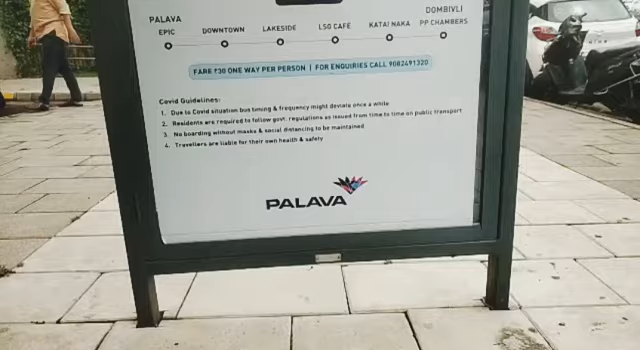 PALAVA
EPIC
DOWNTOWN
LAKESIDE
LSG CAFE
KATAI NAKA
DOMBIVLI
PP CHAMBERS
FARE ₹30 ONE WAY PER PERSON | FOR ENQUIRIES CALL 9082491320
Covid Guidelines:
1. Due to Covid situation bus timing & frequency might deviate once a while
2. Residents are required to follow govt. regulations as issued from time to time on public transport
3. No boarding without masks & social distancing to be maintained
4. Travellers are liable for their own health & safety
PALAVA